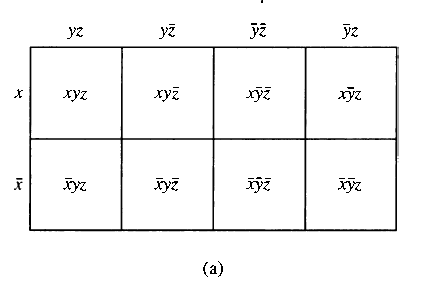 yz yz̄ ȳz̄ ȳz
x xyz xyz̄ xȳz̄ xȳz
x̄ x̄yz x̄yz̄ x̄ȳz̄ x̄ȳz
(a)